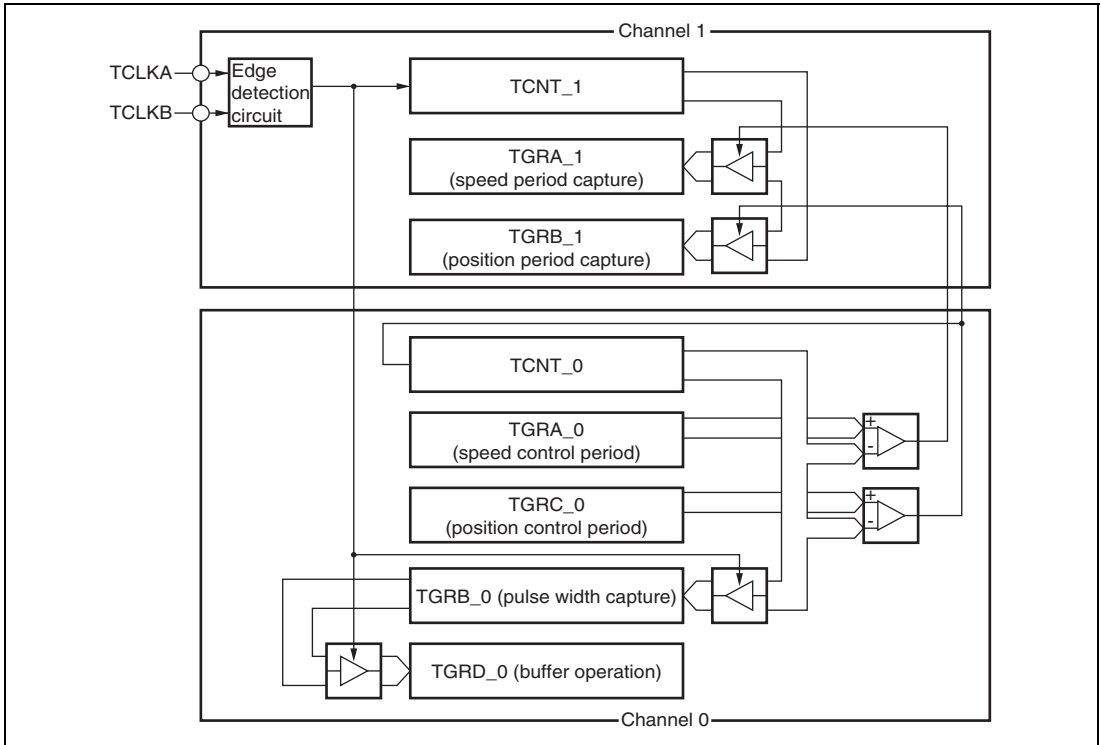 Channel 1
TCLKA
TCLKB
Edge
detection
circuit
TCNT_1
TGRA_1
(speed period capture)
TGRB_1
(position period capture)
TCNT_0
TGRA_0
(speed control period)
+
-
TGRC_0
(position control period)
+
-
TGRB_0 (pulse width capture)
TGRD_0 (buffer operation)
Channel 0